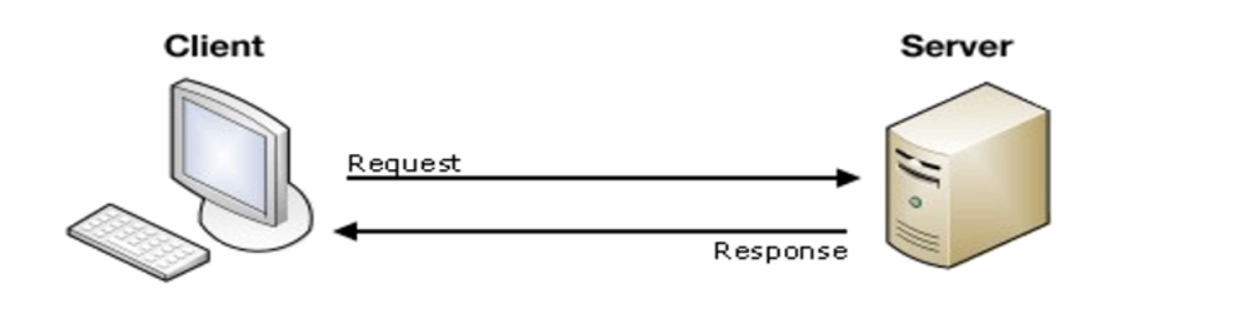 Client
Server
Request
Response